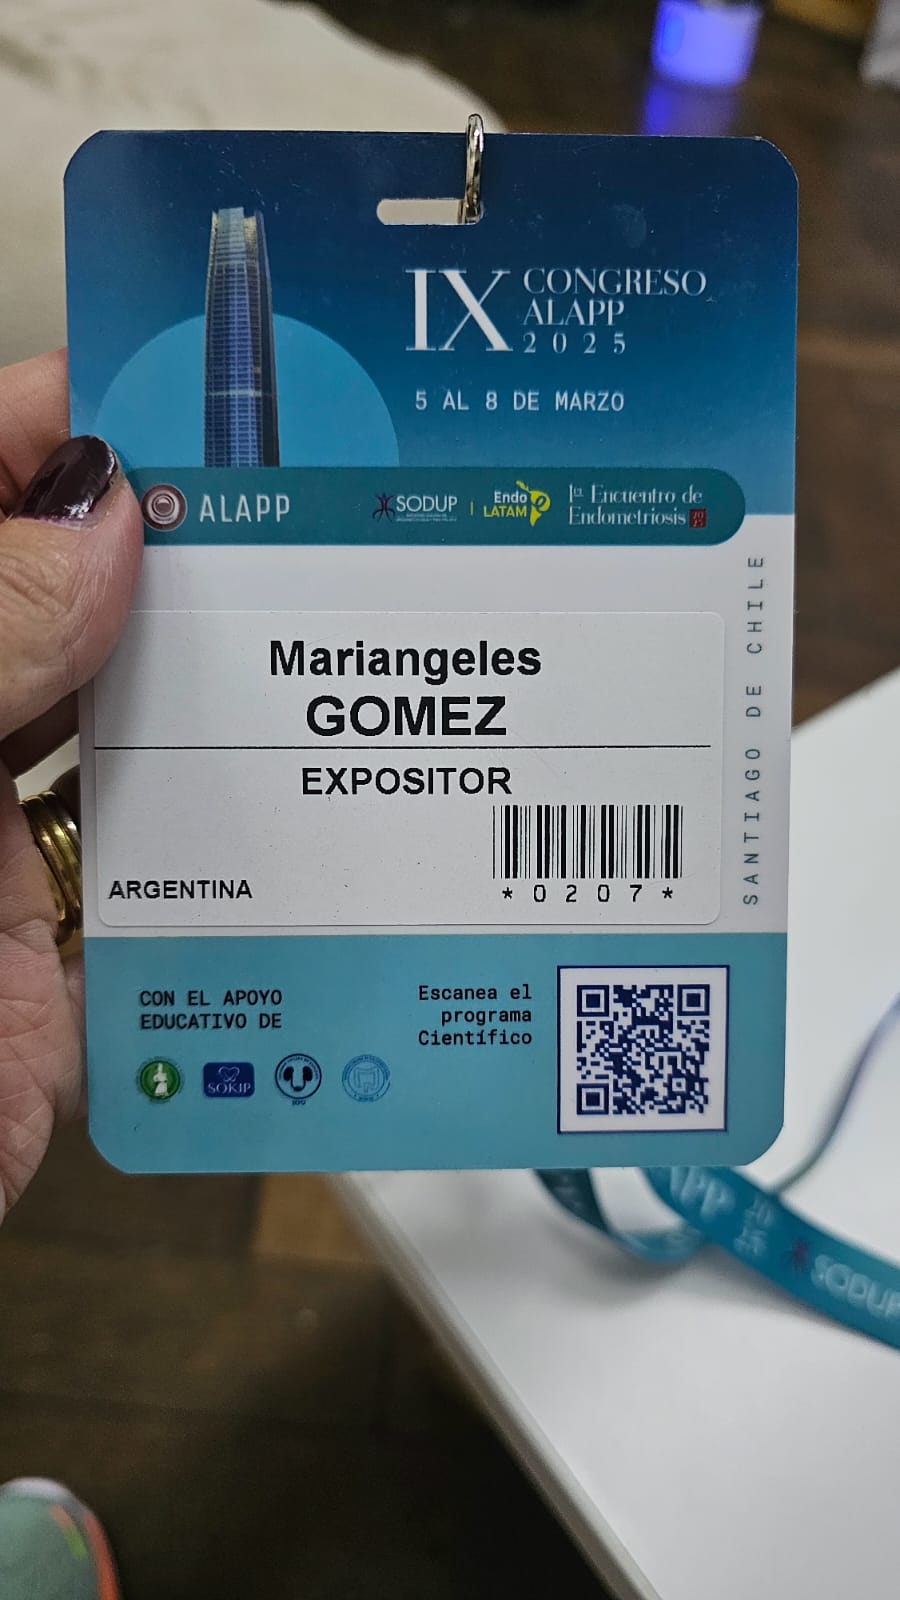 IX CONGRESO
ALAPP
2025
5 AL 8 DE MARZO
ALAPP
SODUP
Endo
LATAM
1er Encuentro de
Endometriosis
SANTIAGO DE CHILE
Mariangeles
GOMEZ
EXPOSITOR
ARGENTINA
*0207*
CON EL APOYO
EDUCATIVO DE
SOKIP
Escanea el
programa
Científico
SODUP